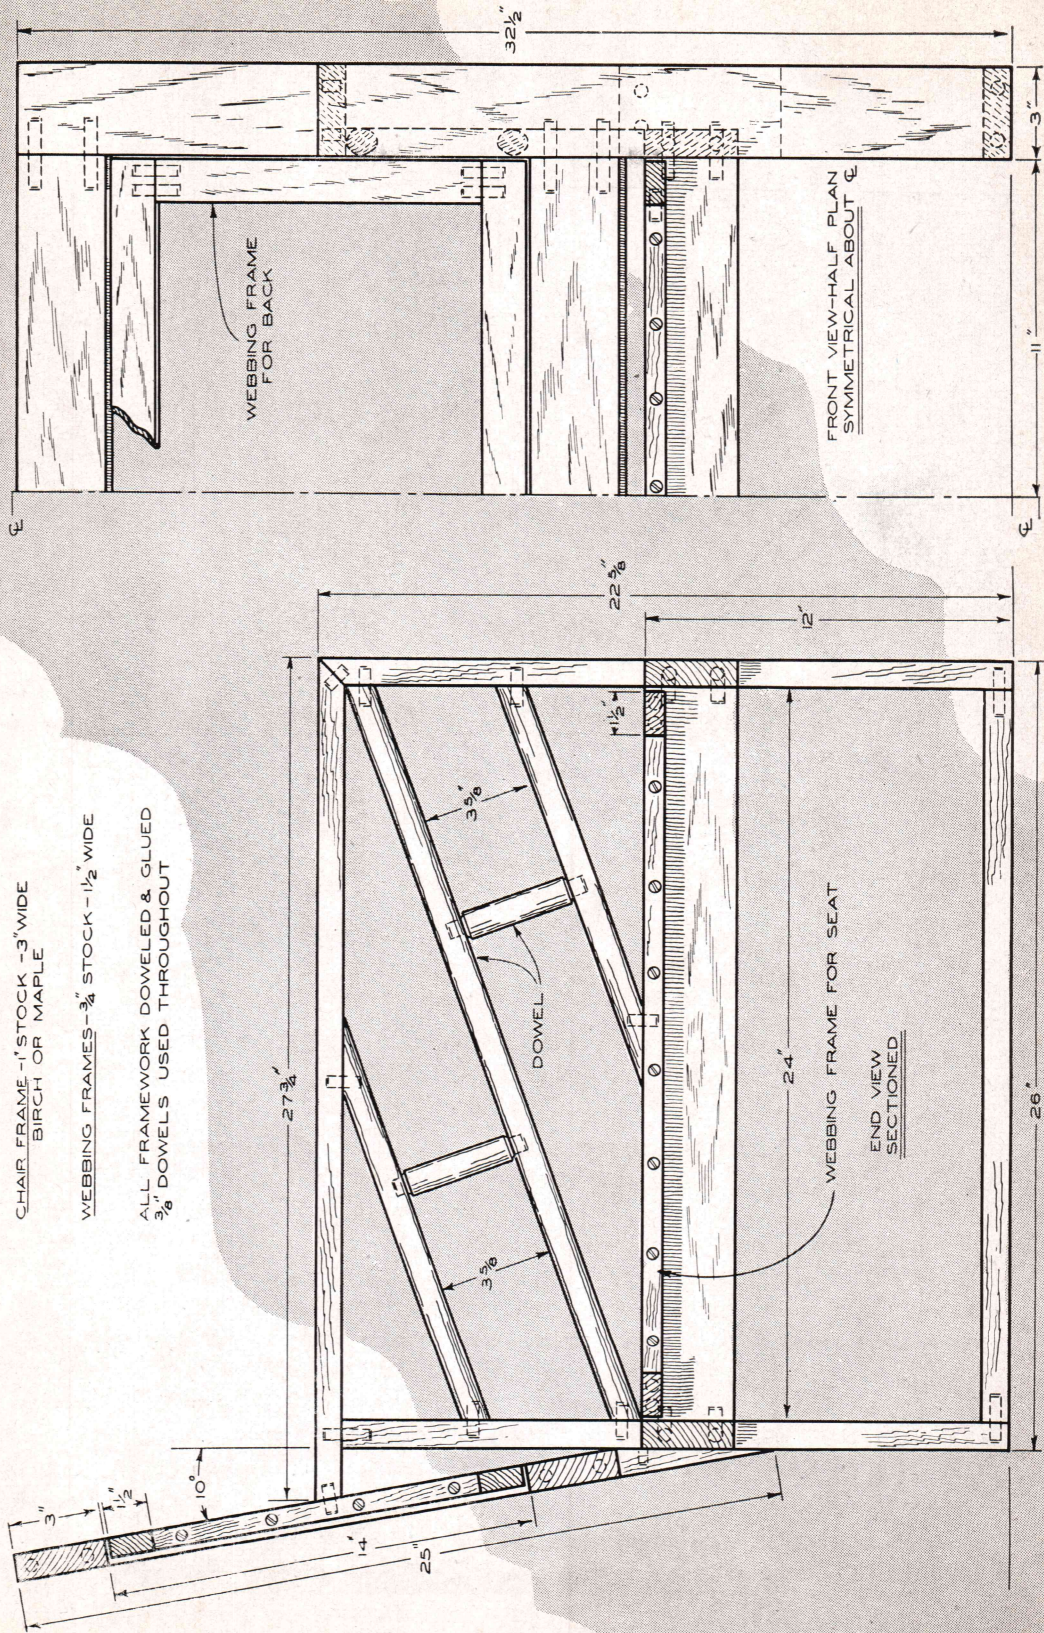 CHAIR FRAME - 1" STOCK - 3" WIDE
BIRCH OR MAPLE
WEBBING FRAMES - 3/4" STOCK - 1 1/2" WIDE
ALL FRAMEWORK DOWELED & GLUED
3/8" DOWELS USED THROUGHOUT
3"
1 1/2"
10°
14"
25"
27 3/4"
3 5/8"
3 5/8"
DOWEL
1 1/2"
24"
WEBBING FRAME FOR SEAT
END VIEW
SECTIONED
26"
22 5/8"
12"
℄
WEBBING FRAME
FOR BACK
32 1/2"
FRONT VIEW-HALF PLAN
SYMMETRICAL ABOUT ℄
℄
11"
3"